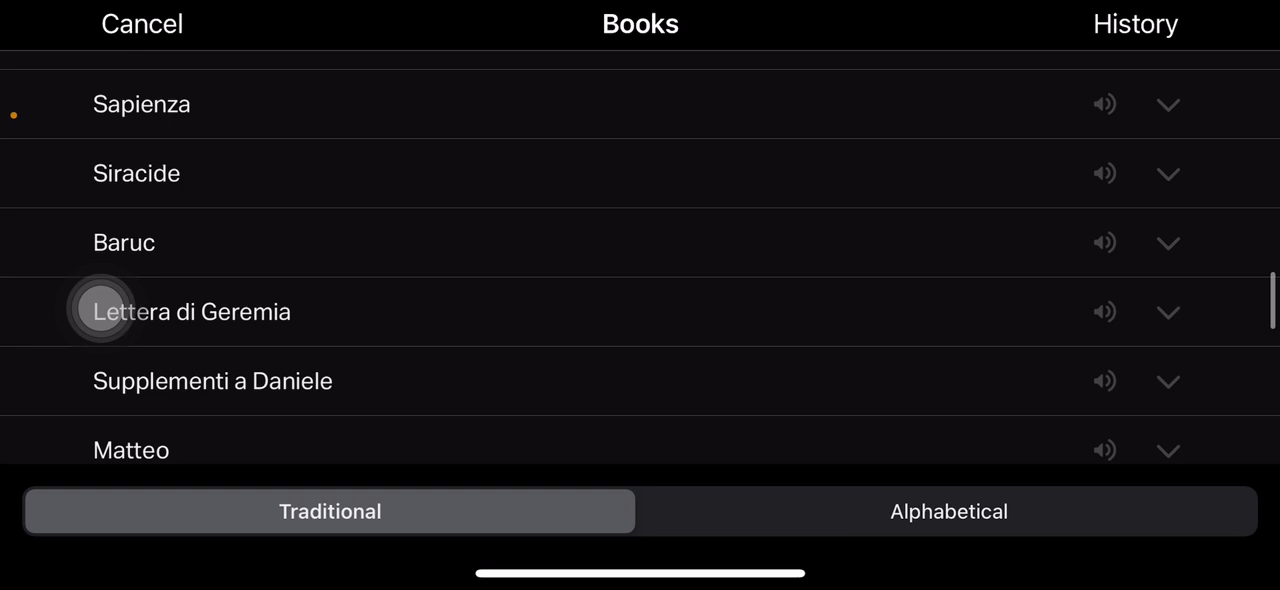 Cancel Books History
Sapienza
Siracide
Baruc
Lettera di Geremia
Supplementi a Daniele
Matteo
Traditional Alphabetical